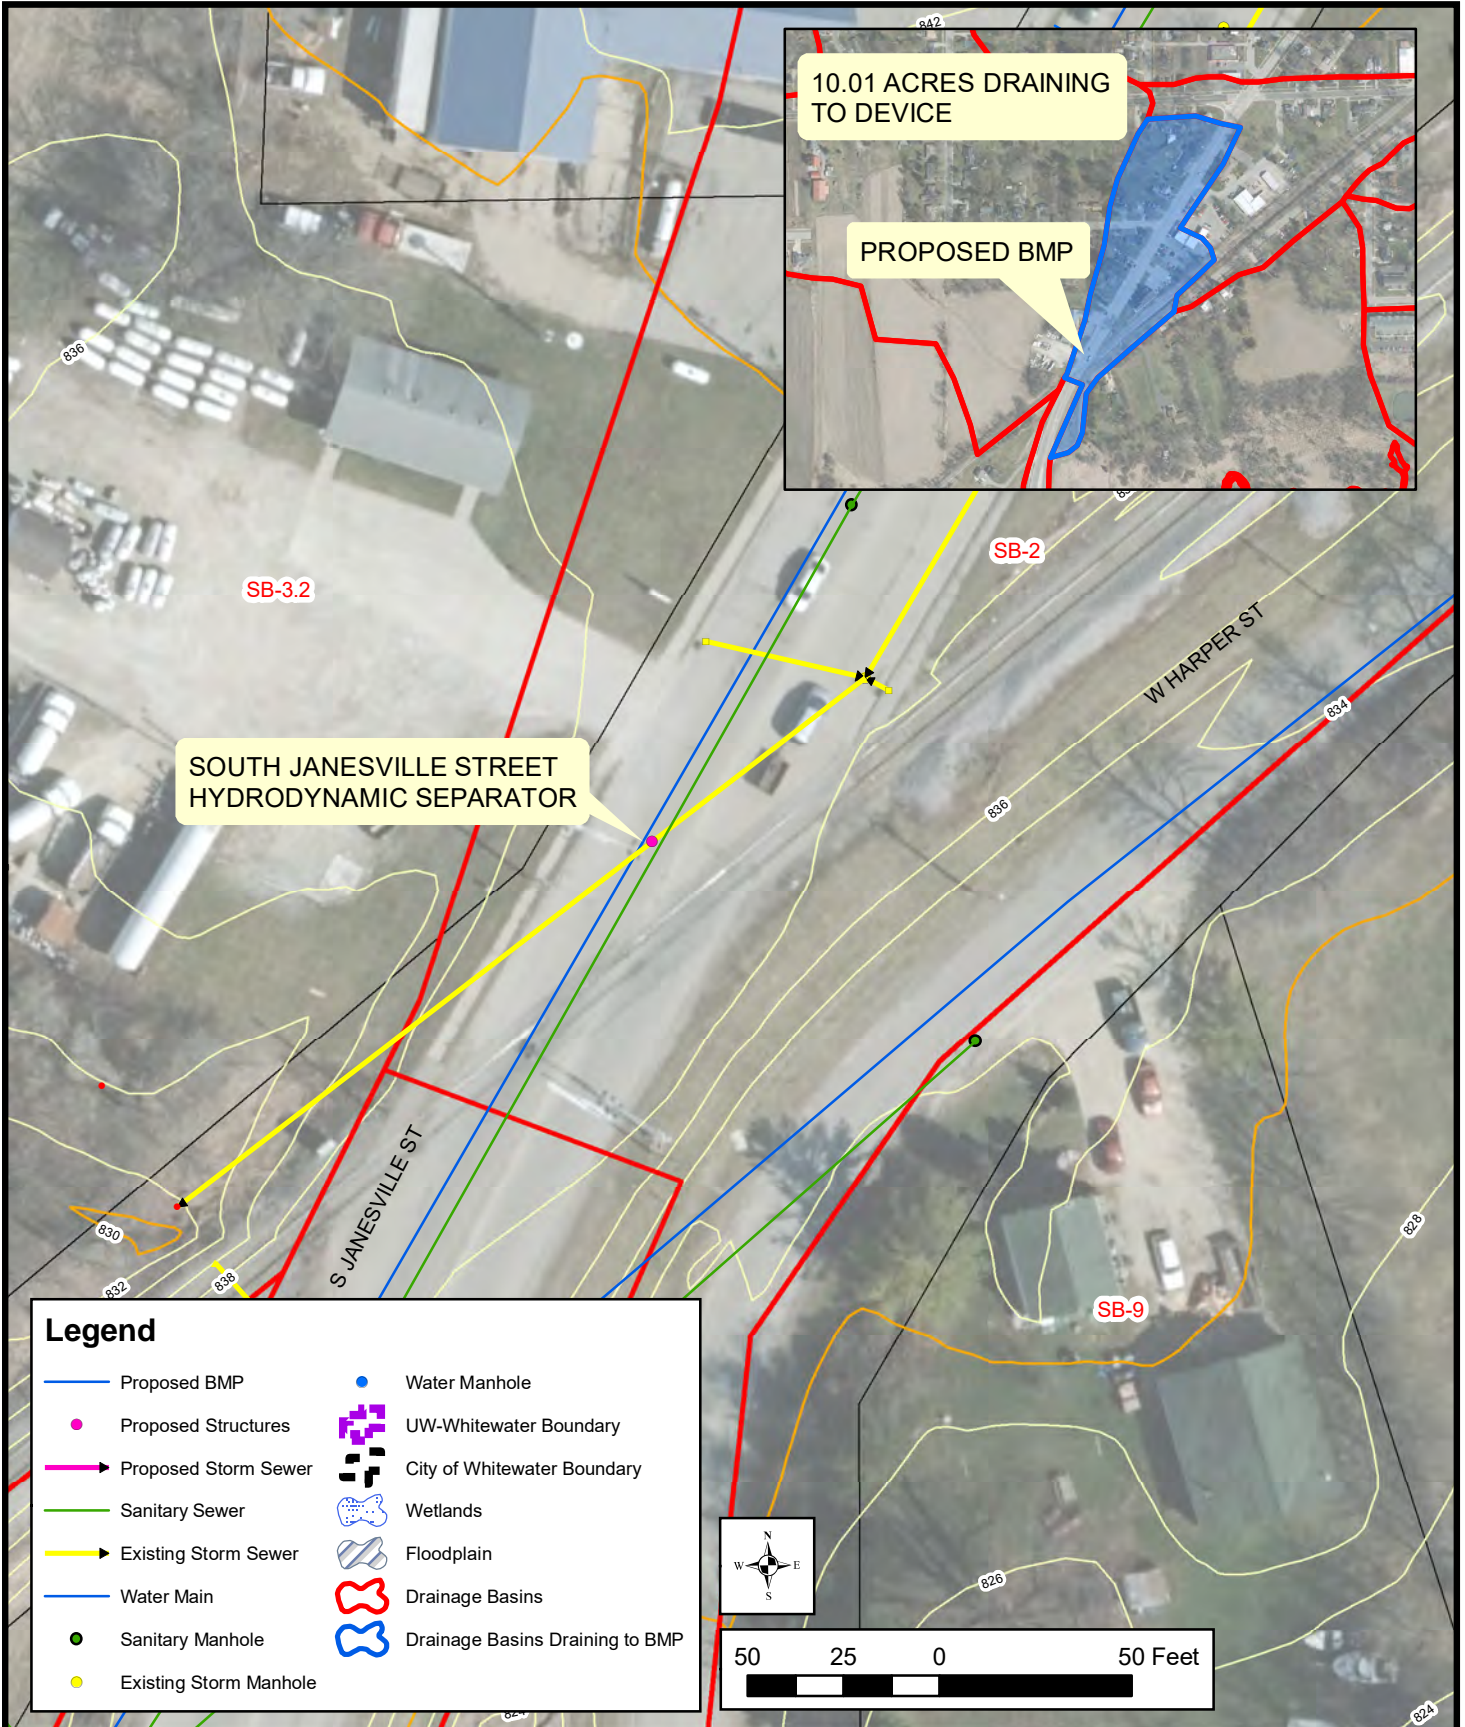 842
10.01 ACRES DRAINING
TO DEVICE
PROPOSED BMP
836
SB-2
SB-3.2
W HARPER ST
834
SOUTH JANESVILLE STREET
HYDRODYNAMIC SEPARATOR
836
S JANESVILLE ST
830
832
838
828
SB-9
Legend
Proposed BMP
Proposed Structures
Proposed Storm Sewer
Sanitary Sewer
Existing Storm Sewer
Water Main
Sanitary Manhole
Existing Storm Manhole
Water Manhole
UW-Whitewater Boundary
City of Whitewater Boundary
Wetlands
Floodplain
Drainage Basins
Drainage Basins Draining to BMP
N
W E
S
826
50 25 0 50 Feet
824
824